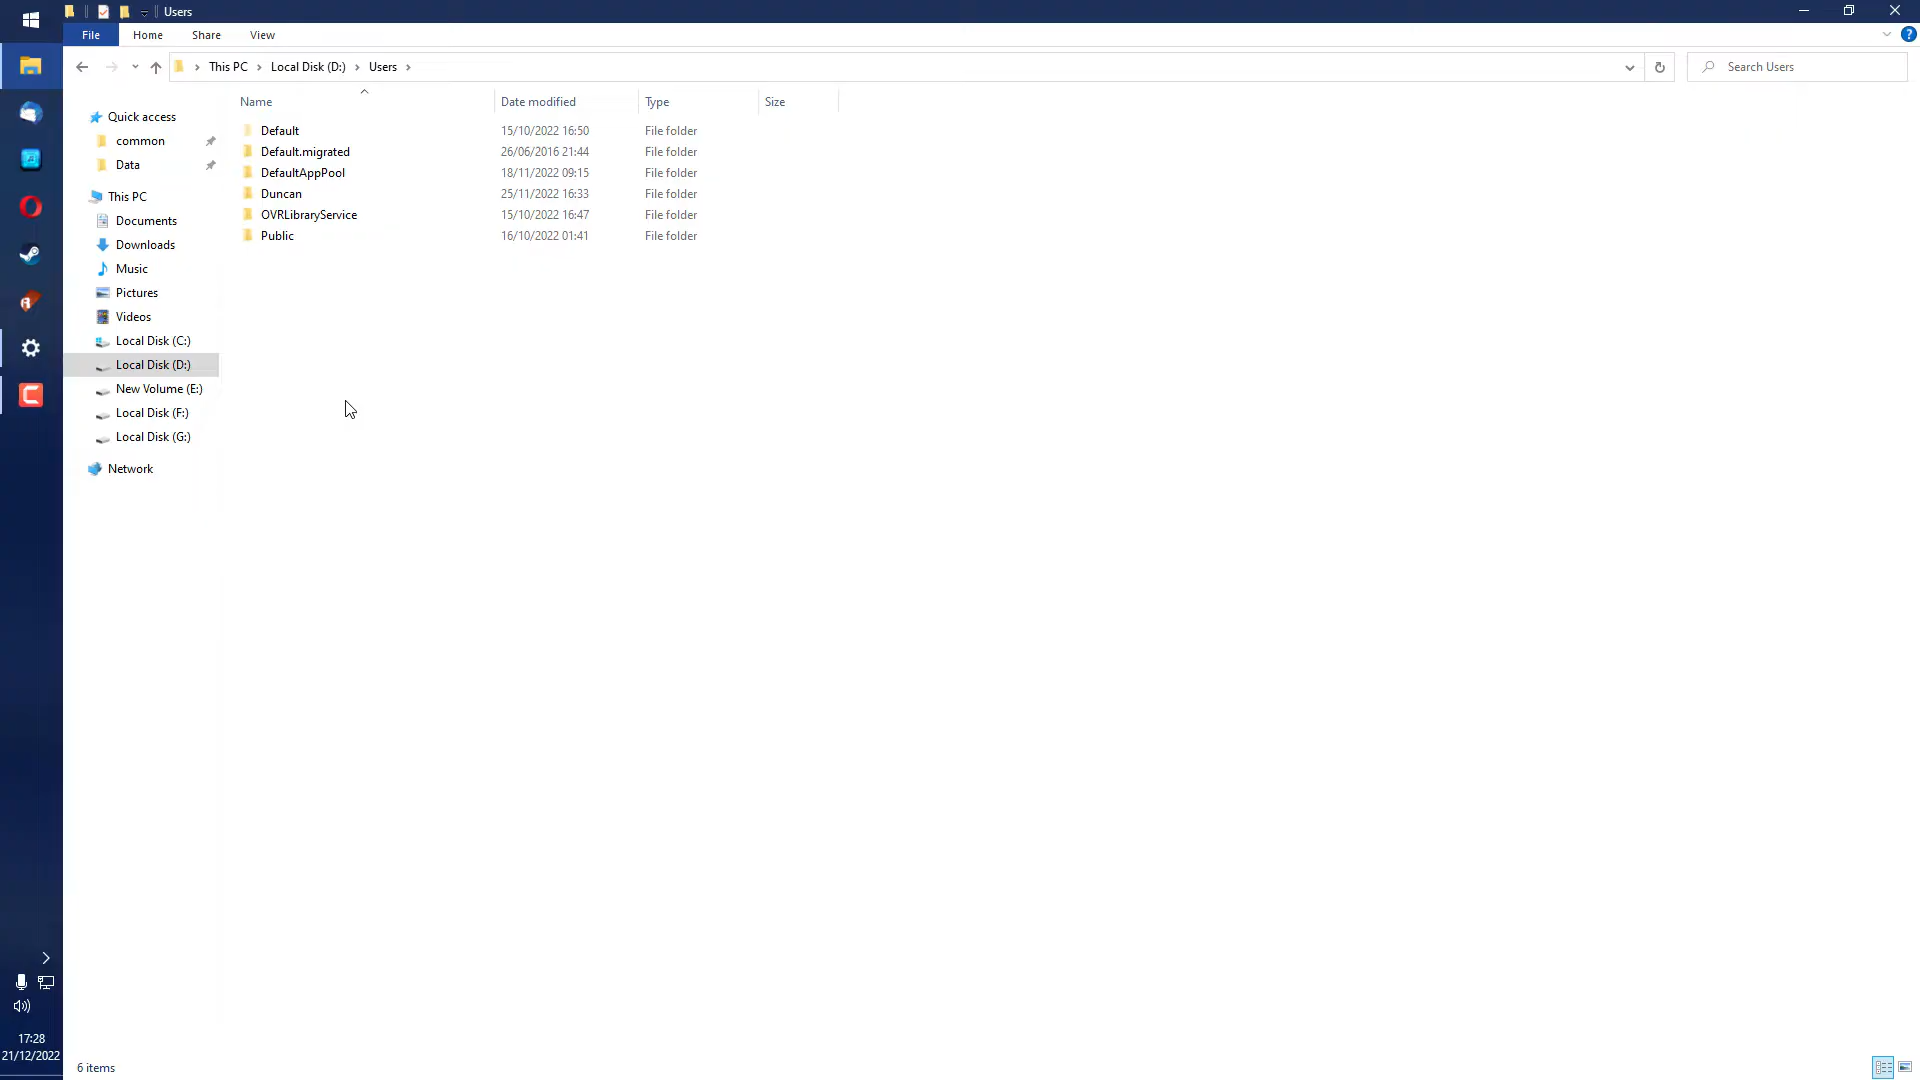 Users
File Home Share View
This PC Local Disk (D:) Users
Search Users
Name Date modified Type Size
Quick access
common
Data
This PC
Documents
Downloads
Music
Pictures
Videos
Local Disk (C:)
Local Disk (D:)
New Volume (E:)
Local Disk (F:)
Local Disk (G:)
Network
Default 15/10/2022 16:50 File folder
Default.migrated 26/06/2016 21:44 File folder
DefaultAppPool 18/11/2022 09:15 File folder
Duncan 25/11/2022 16:33 File folder
OVRLibraryService 15/10/2022 16:47 File folder
Public 16/10/2022 01:41 File folder
17:28
21/12/2022
6 items